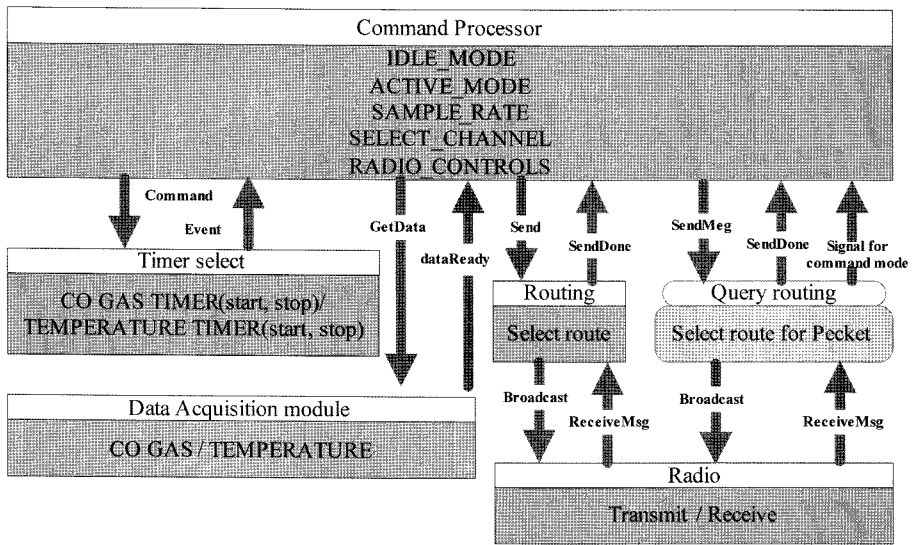 Command Processor
IDLE_MODE
ACTIVE_MODE
SAMPLE_RATE
SELECT_CHANNEL
RADIO_CONTROLS
Command
Event
GetData
dataReady
Send
SendDone
SendMeg
SendDone
Signal for
command mode
Timer select
CO GAS TIMER(start, stop)/
TEMPERATURE TIMER(start, stop)
Routing
Select route
Query routing
Select route for Pecket
Data Acquisition module
CO GAS / TEMPERATURE
Broadcast
ReceiveMsg
Broadcast
ReceiveMsg
Radio
Transmit / Receive